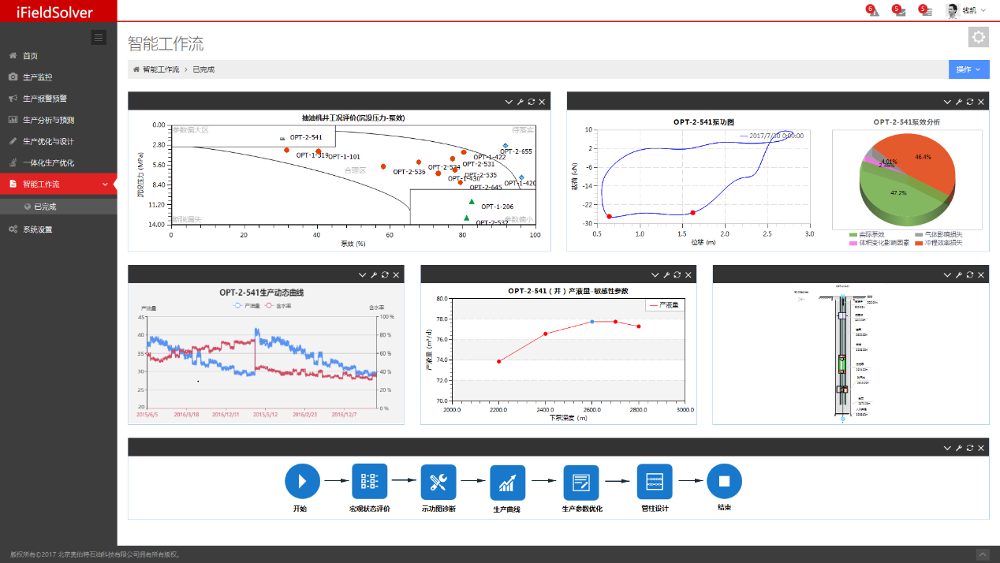 iFieldSolver
6
5
5
钱凯
首页
生产监控
生产报警预警
生产分析与预测
生产优化与设计
一体化生产优化
智能工作流
已完成
系统设置
智能工作流
智能工作流 > 已完成
操作
抽油机井工况评价(沉没压力-泵效)
沉没压力 (MPa)
0.00
2.80
5.60
8.40
11.20
14.00
参数偏大区
待落实
合理区
断脱漏失
参数偏小
OPT-2-541
OPT-1-319
OPT-1-101
OPT-2-655
OPT-1-422
OPT-2-531
OPT-2-534
OPT-2-536
OPT-2-535
OPT-1-430
OPT-1-420
OPT-2-645
OPT-1-206
OPT-2-532
0 20 40 60 80 100
泵效 (%)
OPT-2-541泵功图
2017/7/30 0:00:00
载荷 (kN)
10
2
-6
-14
-22
-30
0.5 1.0 1.5 2.0 2.5 3.0
位移 (m)
OPT-2-541泵效分析
46.4%
4.01%
2.36%
47.2%
实际泵效 气体影响损失
体积变化影响因素 冲程效率损失
OPT-2-541生产动态曲线
产油量 含水率
产油量 含水率
45
40
35
30
25
20
100 %
80 %
60 %
40 %
20 %
0 %
2015/6/5 2016/3/18 2016/12/11 2015/5/12 2016/2/23 2016/12/7
OPT-2-541（井）产液量-敏感性参数
产液量
产液量 (m³/d)
80.0
78.0
76.0
74.0
72.0
70.0
2000.0 2200.0 2400.0 2600.0 2800.0 3000.0
下泵深度 (m)
开始
宏观状态评价
示功图诊断
生产曲线
生产参数优化
管柱设计
结束
版权所有©2017 北京奥伯特石油科技有限公司拥有所有版权。